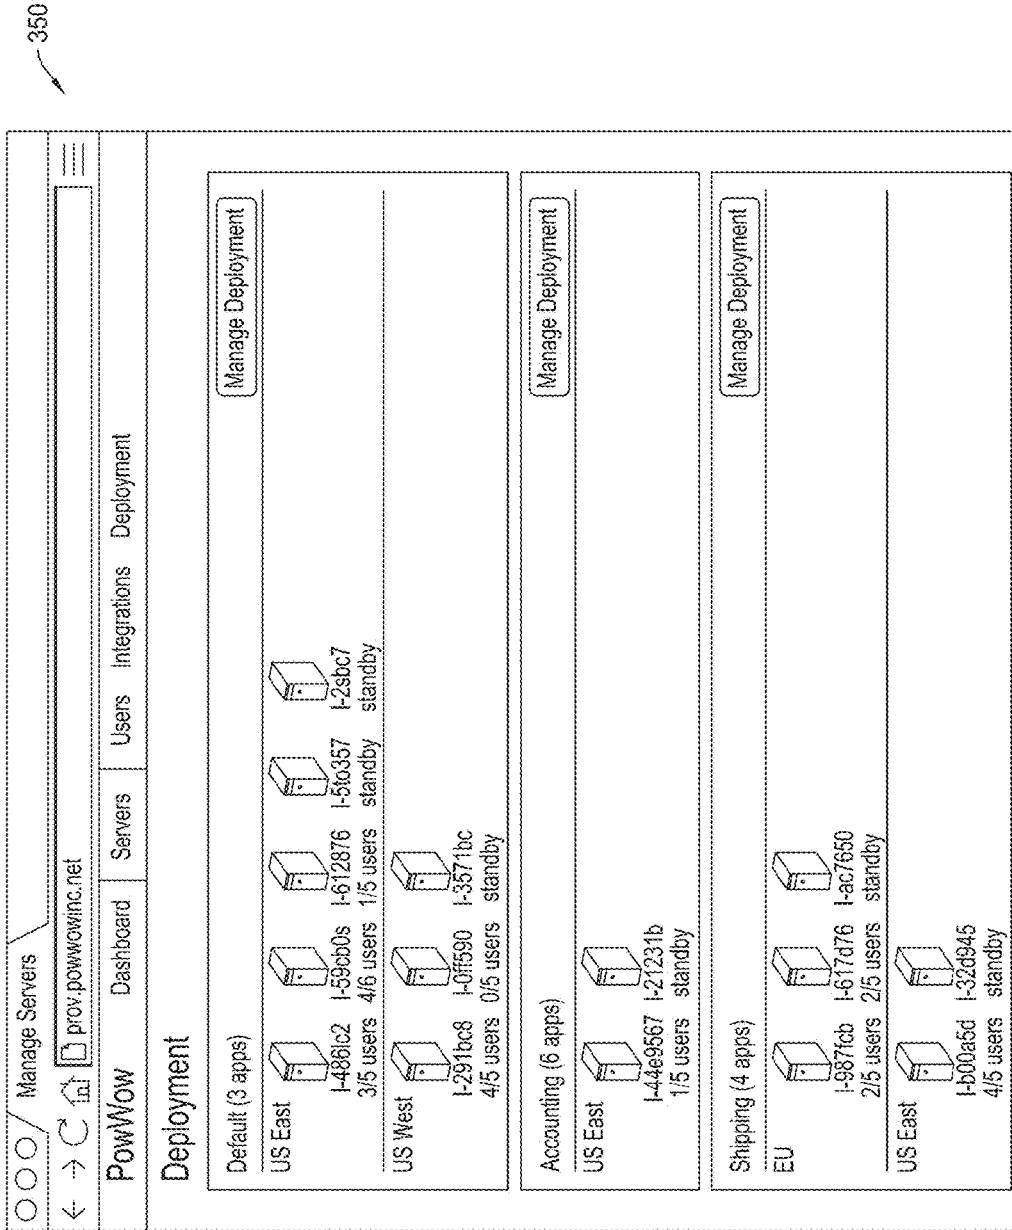 350
Manage Servers
prov.powwowinc.net
PowWow Dashboard Servers Users Integrations Deployment
Deployment
Default (3 apps) Manage Deployment
US East
I-486lc2 I-59cb0s I-612876 I-5to357 I-2sbc7
3/5 users 4/6 users 1/5 users standby standby
US West
I-291bc8 I-0ff590 I-3571bc
4/5 users 0/5 users standby
Accounting (6 apps) Manage Deployment
US East
I-44e9567 I-21231b
1/5 users standby
Shipping (4 apps) Manage Deployment
EU
I-987fcb I-617d76 I-ac7650
2/5 users 2/5 users standby
US East
I-b00a5d I-32d945
4/5 users standby